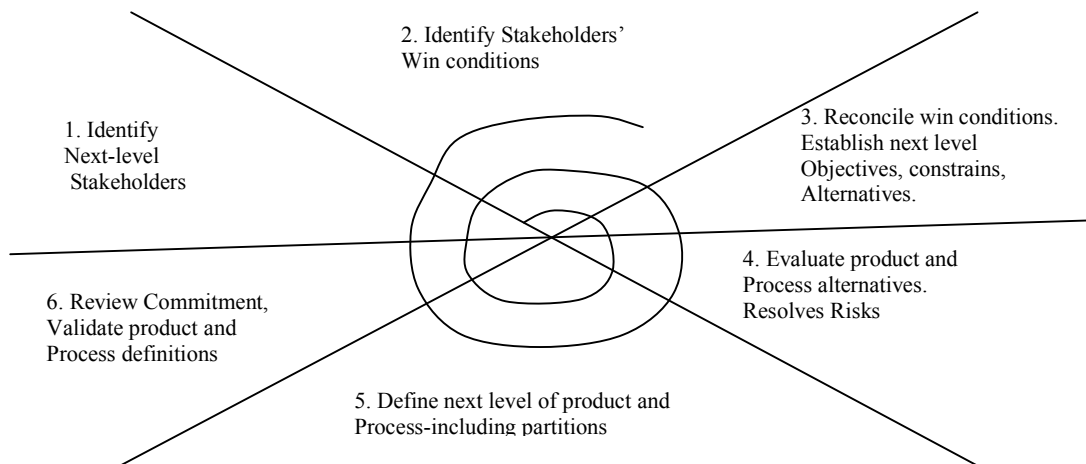 1. Identify
Next-level
Stakeholders
2. Identify Stakeholders’
Win conditions
3. Reconcile win conditions.
Establish next level
Objectives, constrains,
Alternatives.
4. Evaluate product and
Process alternatives.
Resolves Risks
5. Define next level of product and
Process-including partitions
6. Review Commitment,
Validate product and
Process definitions